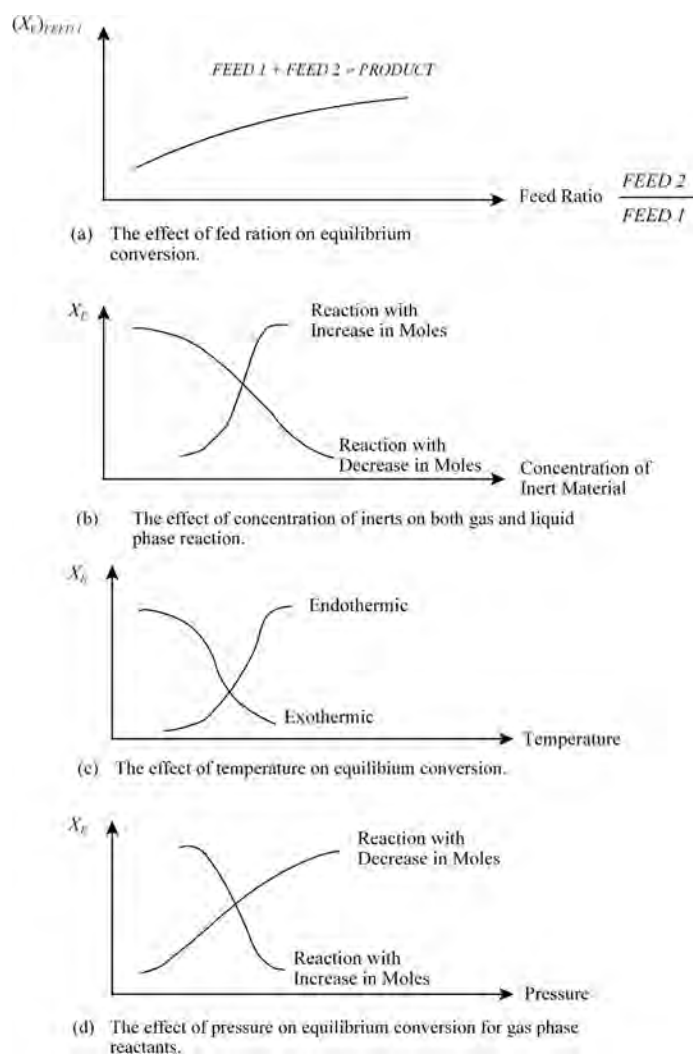 (X_E)FEED 1
FEED 1 + FEED 2 = PRODUCT
Feed Ratio FEED 2
FEED 1
(a) The effect of fed ration on equilibrium
conversion.
X_E
Reaction with
Increase in Moles
Reaction with
Decrease in Moles
Concentration of
Inert Material
(b) The effect of concentration of inerts on both gas and liquid
phase reaction.
X_E
Endothermic
Exothermic
Temperature
(c) The effect of temperature on equilibium conversion.
X_E
Reaction with
Decrease in Moles
Reaction with
Increase in Moles
Pressure
(d) The effect of pressure on equilibrium conversion for gas phase
reactants.